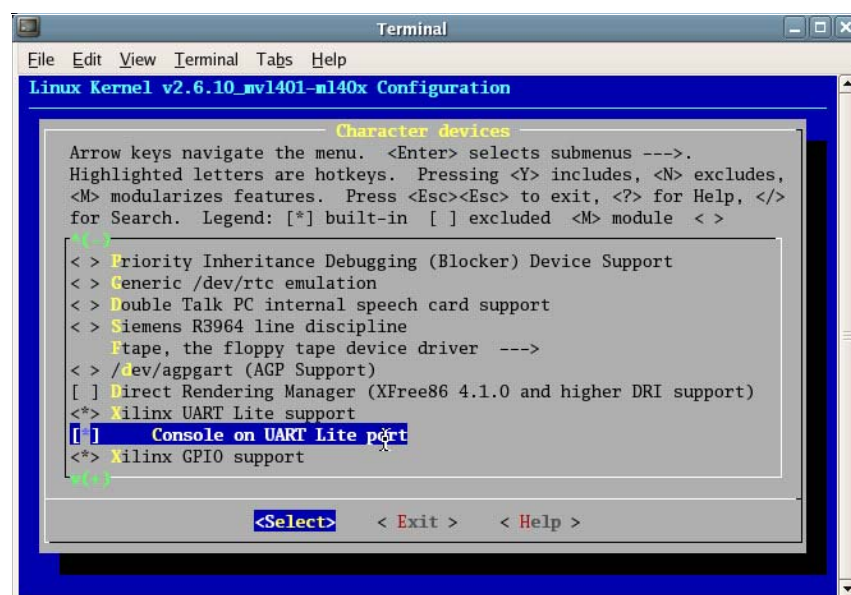 Terminal
File Edit View Terminal Tabs Help
Linux Kernel v2.6.10_mvl401-ml40x Configuration
Character devices
Arrow keys navigate the menu. <Enter> selects submenus --->.
Highlighted letters are hotkeys. Pressing <Y> includes, <N> excludes,
<M> modularizes features. Press <Esc><Esc> to exit, <?> for Help, </>
for Search. Legend: [*] built-in [ ] excluded <M> module < >
^(-)
< > Priority Inheritance Debugging (Blocker) Device Support
< > Generic /dev/rtc emulation
< > Double Talk PC internal speech card support
< > Siemens R3964 line discipline
Ftape, the floppy tape device driver --->
< > /dev/agpgart (AGP Support)
[ ] Direct Rendering Manager (XFree86 4.1.0 and higher DRI support)
<*> Xilinx UART Lite support
[*] Console on UART Lite port
<*> Xilinx GPIO support
v(+)
<Select> < Exit > < Help >